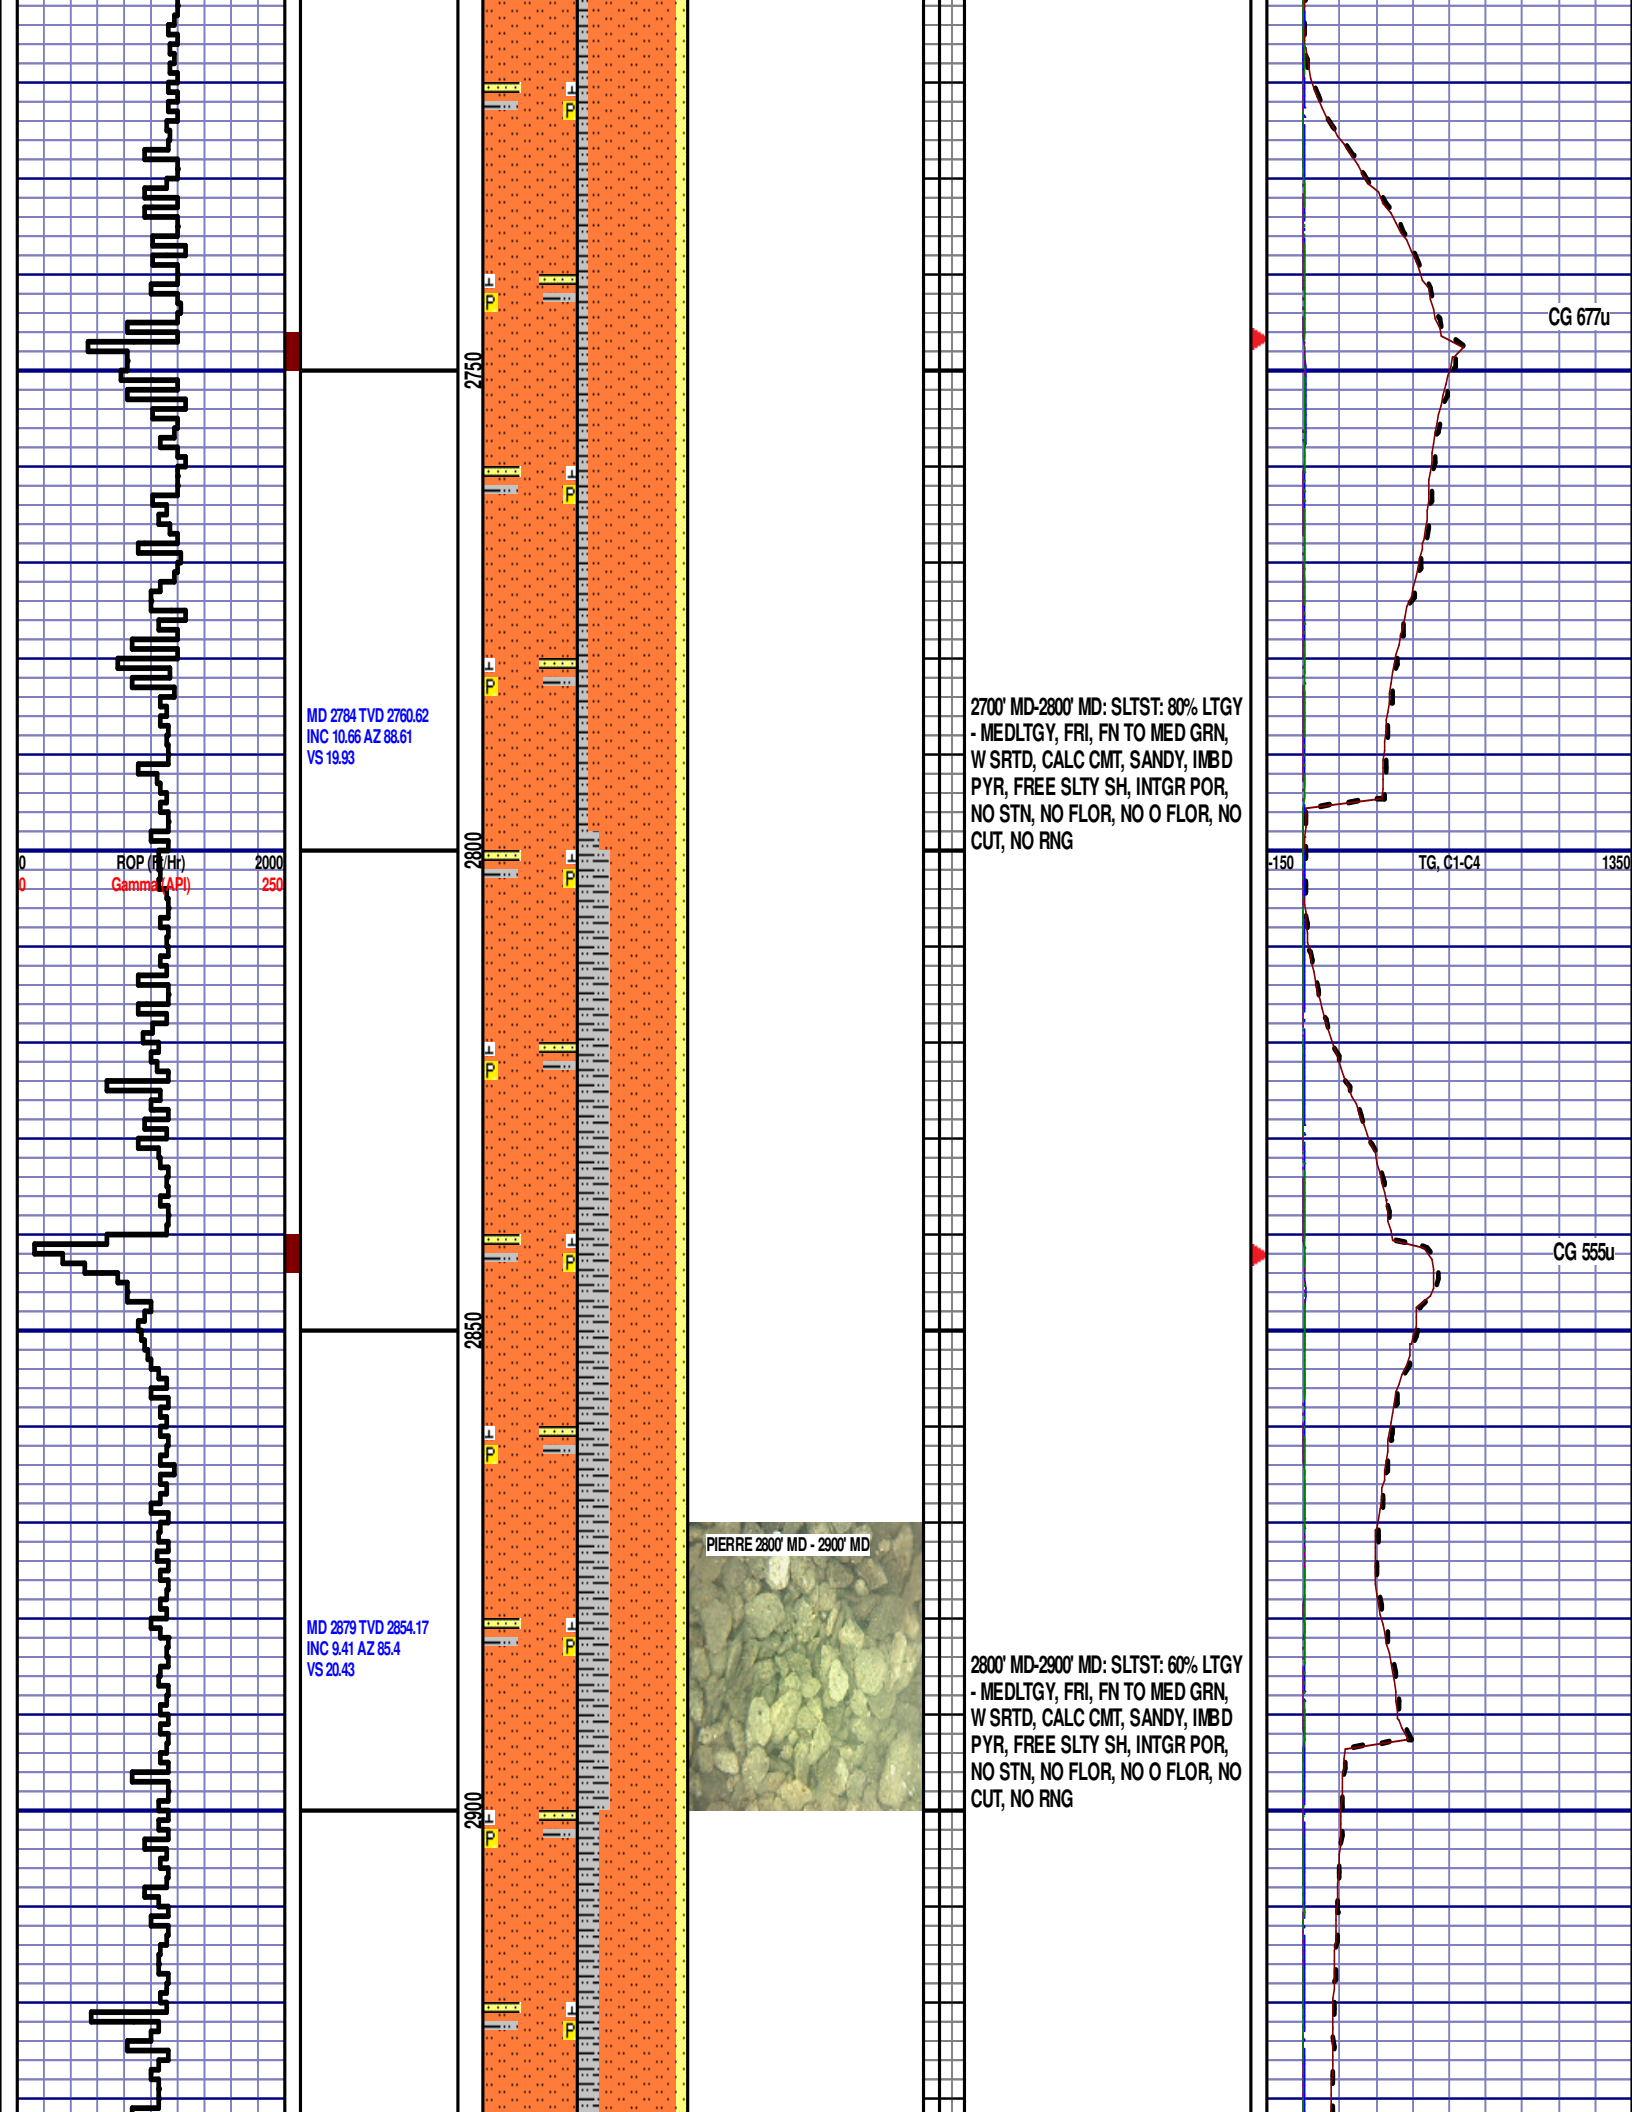 CG 677u
2750
MD 2784 TVD 2760.62
INC 10.66 AZ 88.61
VS 19.93
2700' MD-2800' MD: SLTST: 80% LTGY
- MEDLTGY, FRI, FN TO MED GRN,
W SRTD, CALC CMT, SANDY, IMBD
PYR, FREE SLTY SH, INTGR POR,
NO STN, NO FLOR, NO O FLOR, NO
CUT, NO RNG
2800
0 ROP (Ft/Hr) 2000
0 Gamma (API) 250
-150 TG, C1-C4 1350
CG 555u
2850
PIERRE 2800' MD - 2900' MD
MD 2879 TVD 2854.17
INC 9.41 AZ 85.4
VS 20.43
2800' MD-2900' MD: SLTST: 60% LTGY
- MEDLTGY, FRI, FN TO MED GRN,
W SRTD, CALC CMT, SANDY, IMBD
PYR, FREE SLTY SH, INTGR POR,
NO STN, NO FLOR, NO O FLOR, NO
CUT, NO RNG
2900
P
P
P
P
P
P
P
P
P
P
P